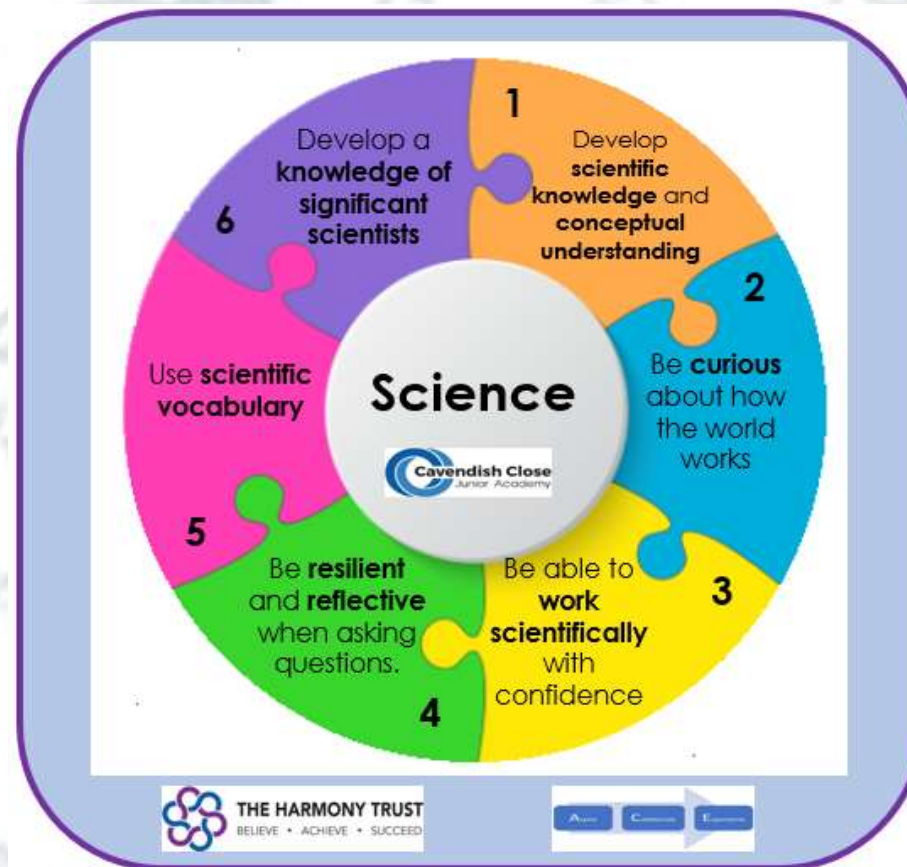 1
Develop
scientific
knowledge and
conceptual
understanding
2
Be curious
about how
the world
works
3
Be able to
work
scientifically
with
confidence
4
Be resilient
and reflective
when asking
questions.
5
Use scientific
vocabulary
6
Develop a
knowledge of
significant
scientists
Science
Cavendish Close
Junior Academy
THE HARMONY TRUST
BELIEVE • ACHIEVE • SUCCEED